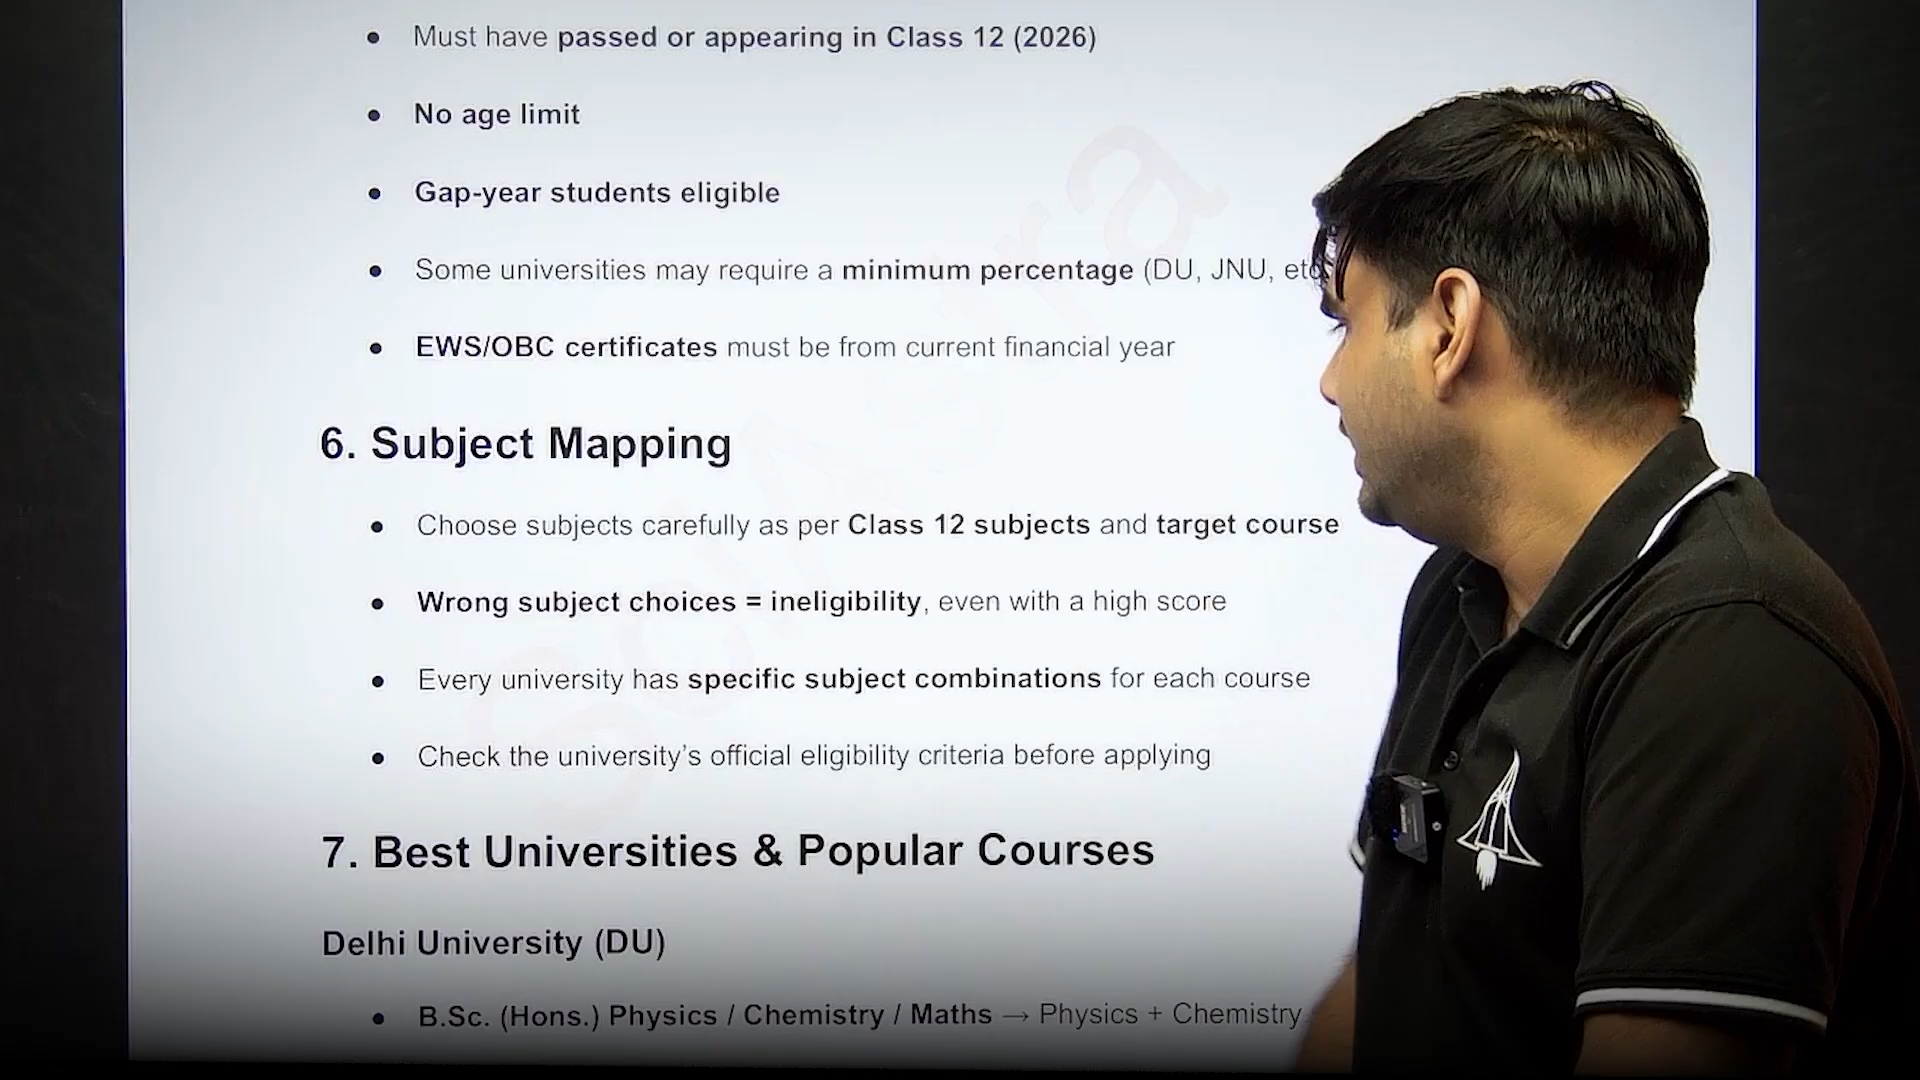 • Must have passed or appearing in Class 12 (2026)
• No age limit
• Gap-year students eligible
• Some universities may require a minimum percentage (DU, JNU, etc
• EWS/OBC certificates must be from current financial year
6. Subject Mapping
• Choose subjects carefully as per Class 12 subjects and target course
• Wrong subject choices = ineligibility, even with a high score
• Every university has specific subject combinations for each course
• Check the university’s official eligibility criteria before applying
7. Best Universities & Popular Courses
Delhi University (DU)
• B.Sc. (Hons.) Physics / Chemistry / Maths → Physics + Chemistry
SciAstra